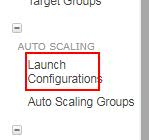 Target Groups
AUTO SCALING
Launch
Configurations
Auto Scaling Groups